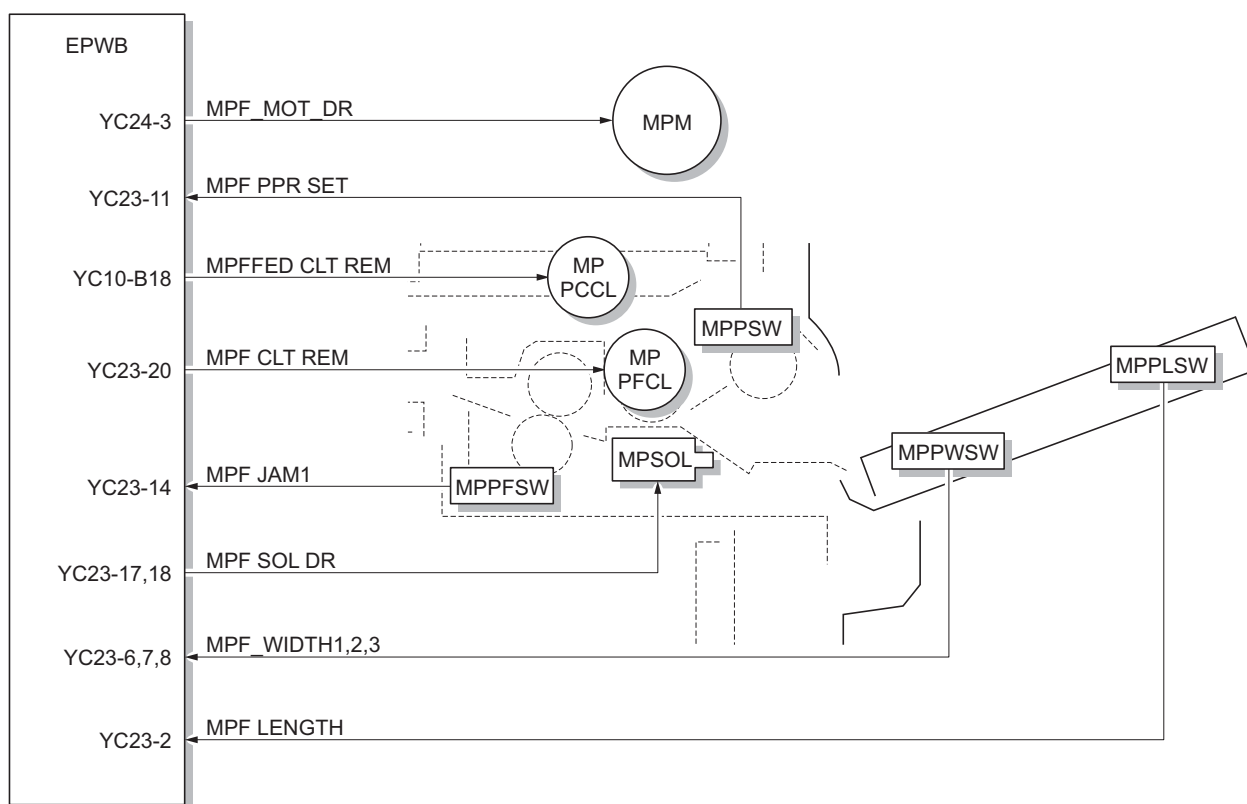 EPWB
YC24-3
MPF_MOT_DR
MPM
YC23-11
MPF PPR SET
YC10-B18
MPFFED CLT REM
MP
PCCL
MPPSW
YC23-20
MPF CLT REM
MP
PFCL
MPPLSW
MPPWSW
MPSOL
YC23-14
MPF JAM1
MPPFSW
YC23-17,18
MPF SOL DR
YC23-6,7,8
MPF_WIDTH1,2,3
YC23-2
MPF LENGTH